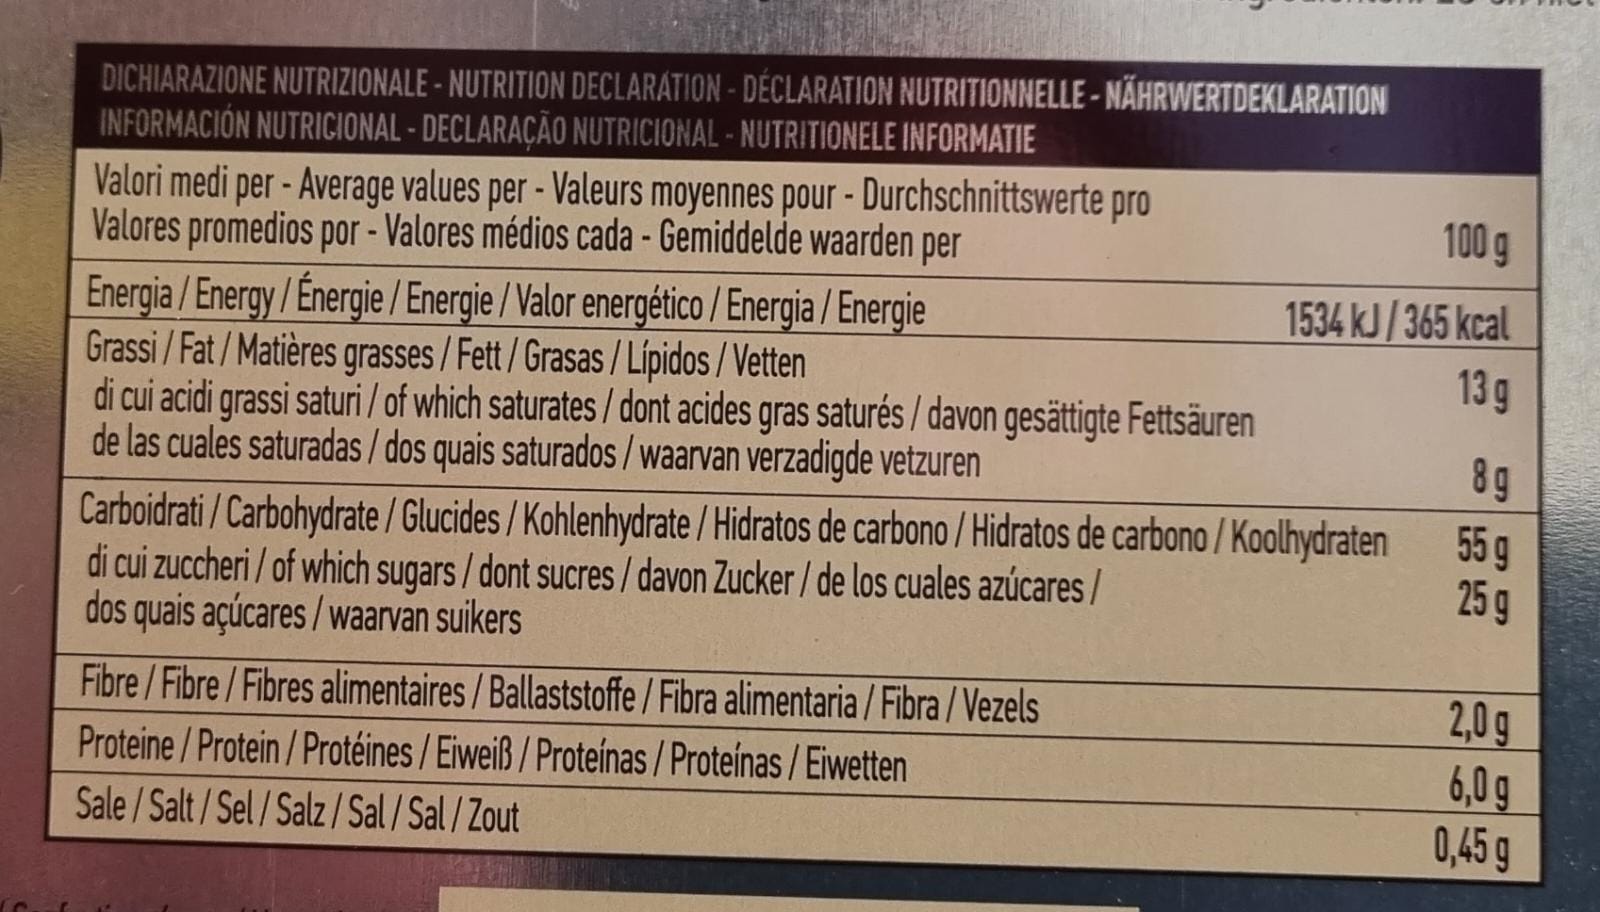 DICHIARAZIONE NUTRIZIONALE - NUTRITION DECLARATION - DÉCLARATION NUTRITIONNELLE - NÄHRWERTDEKLARATION
INFORMACIÓN NUTRICIONAL - DECLARAÇÃO NUTRICIONAL - NUTRITIONELE INFORMATIE
Valori medi per - Average values per - Valeurs moyennes pour - Durchschnittswerte pro
Valores promedios por - Valores médios cada - Gemiddelde waarden per 100 g
Energia / Energy / Énergie / Energie / Valor energético / Energia / Energie 1534 kJ / 365 kcal
Grassi / Fat / Matières grasses / Fett / Grasas / Lípidos / Vetten 13 g
di cui acidi grassi saturi / of which saturates / dont acides gras saturés / davon gesättigte Fettsäuren
de las cuales saturadas / dos quais saturados / waarvan verzadigde vetzuren 8 g
Carboidrati / Carbohydrate / Glucides / Kohlenhydrate / Hidratos de carbono / Hidratos de carbono / Koolhydraten 55 g
di cui zuccheri / of which sugars / dont sucres / davon Zucker / de los cuales azúcares / 25 g
dos quais açúcares / waarvan suikers
Fibre / Fibre / Fibres alimentaires / Ballaststoffe / Fibra alimentaria / Fibra / Vezels 2,0 g
Proteine / Protein / Protéines / Eiweiß / Proteínas / Proteínas / Eiwetten 6,0 g
Sale / Salt / Sel / Salz / Sal / Sal / Zout 0,45 g